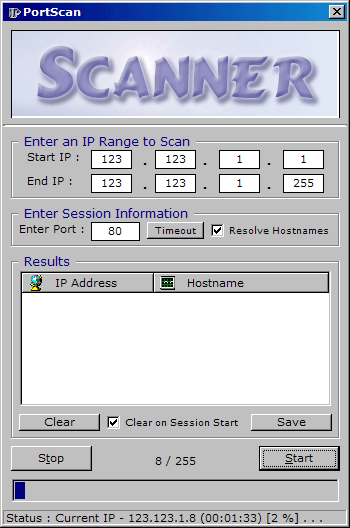 PortScan
SCANNER
Enter an IP Range to Scan
Start IP : 123 . 123 . 1 . 1
End IP : 123 . 123 . 1 . 255
Enter Session Information
Enter Port : 80 Timeout Resolve Hostnames
Results
IP Address Hostname
Clear Clear on Session Start Save
Stop 8 / 255 Start
Status : Current IP - 123.123.1.8 (00:01:33) [2 %] . . .